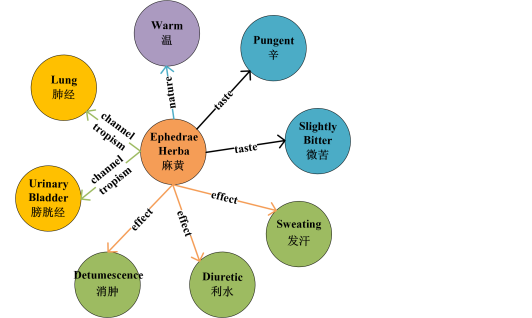 Warm
温
Pungent
辛
Lung
肺经
nature
taste
channel
tropism
Ephedrae
Herba
麻黄
Slightly
Bitter
微苦
taste
channel
tropism
Urinary
Bladder
膀胱经
effect
effect
effect
Sweating
发汗
Detumescence
消肿
Diuretic
利水